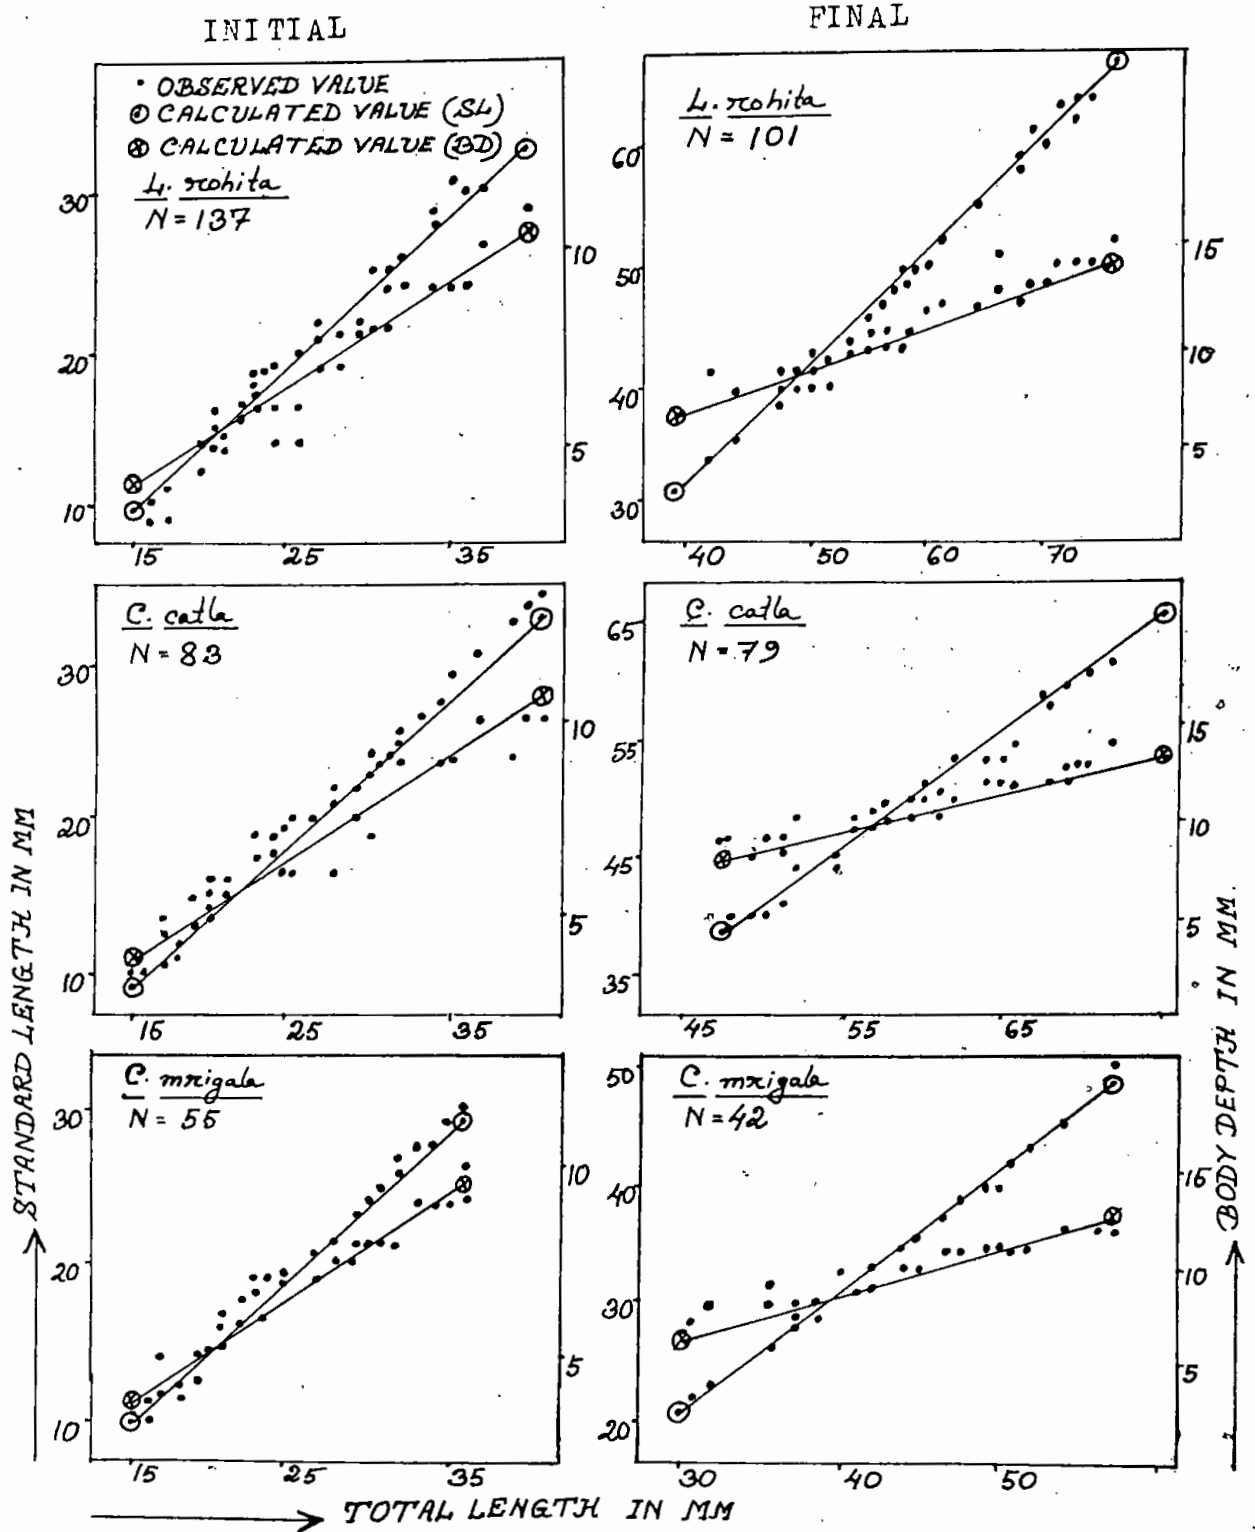 INITIAL
FINAL
• OBSERVED VALUE
⊙ CALCULATED VALUE (SL)
⊗ CALCULATED VALUE (BD)
L. rohita
N = 137
30
20
10
10
5
15 25 35
L. rohita
N = 101
60
50
40
30
15
10
5
40 50 60 70
C. catla
N = 83
30
20
10
10
5
15 25 35
C. catla
N = 79
65
55
45
35
15
10
5
45 55 65
C. mrigala
N = 55
30
20
10
10
5
15 25 35
C. mrigala
N = 42
50
40
30
20
15
10
5
30 40 50
STANDARD LENGTH IN MM
BODY DEPTH IN MM.
TOTAL LENGTH IN MM